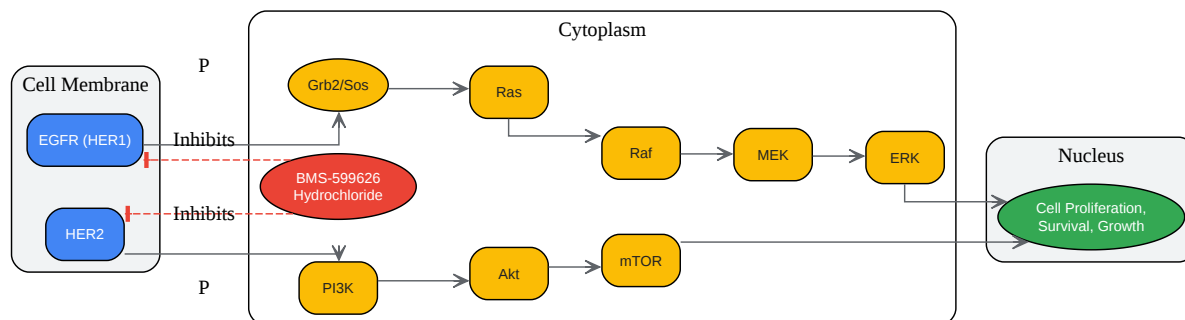 Cytoplasm
P
Cell Membrane
Grb2/Sos
Ras
EGFR (HER1)
Inhibits
Raf
MEK
ERK
Nucleus
BMS-599626
Hydrochloride
Inhibits
HER2
Cell Proliferation,
Survival, Growth
P
PI3K
Akt
mTOR